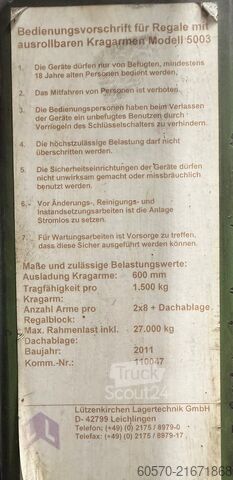 Bedienungsvorschrift für Regale mit
ausrollbaren Kragarmen Modell 5003
1. Die Geräte dürfen nur von Befugten, mindestens
18 Jahre alten Personen bedient werden.
2. Das Mitfahren von Personen ist verboten.
3. Die Bedienungspersonen haben beim Verlassen
der Geräte ein unbefugtes Benutzen durch
Verriegeln des Schlüsselschalters zu verhindern.
4. Die höchstzulässige Belastung darf nicht
überschritten werden.
5. Die Sicherheitseinrichtungen der Geräte dürfen
nicht unwirksam gemacht oder missbräuchlich
benutzt werden.
6. Vor Änderungs-, Reinigungs- und
Instandsetzungsarbeiten ist die Anlage
Stromlos zu setzen.
7. Für Wartungsarbeiten ist Vorsorge zu treffen,
dass diese Sicher ausgeführt werden können.
Maße und zulässige Belastungswerte:
Ausladung Kragarme: 600 mm
Tragfähigkeit pro 1.500 kg
Kragarm:
Anzahl Arme pro 2x8 + Dachablage
Regalblock:
Max. Rahmenlast inkl. 27.000 kg
Dachablage:
Baujahr: 2011
Komm.-Nr.: 110047
Truck
Scout24
Lützenkirchen Lagertechnik GmbH
D- 42799 Leichlingen
Telefon: (+49) (0) 2175 / 8979-0
Telefax: (+49) (0) 2175 / 8979-17
60570-21671868